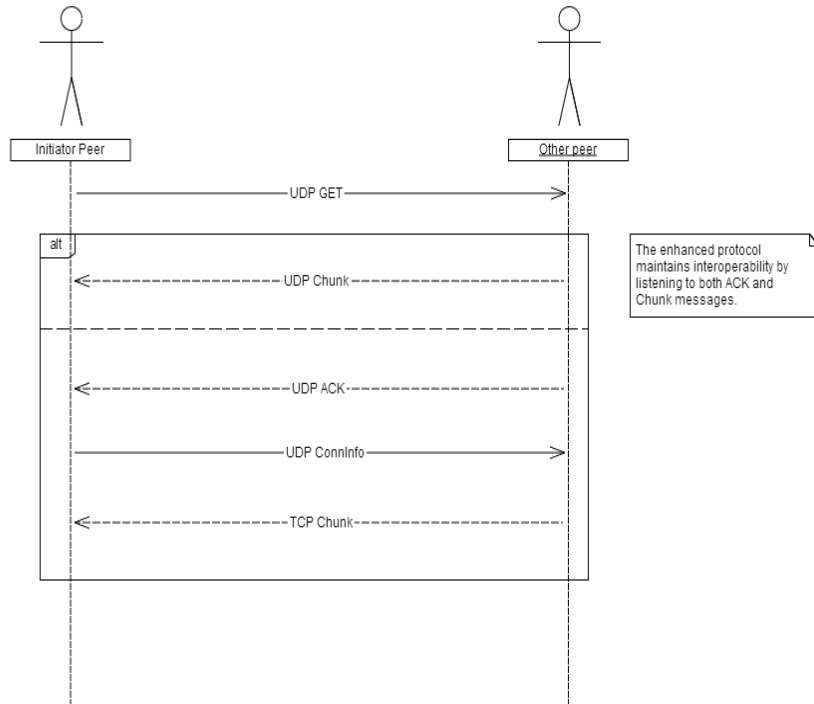 Initiator Peer
Other peer
UDP GET
alt
The enhanced protocol
maintains interoperability by
listening to both ACK and
Chunk messages.
UDP Chunk
UDP ACK
UDP ConnInfo
TCP Chunk